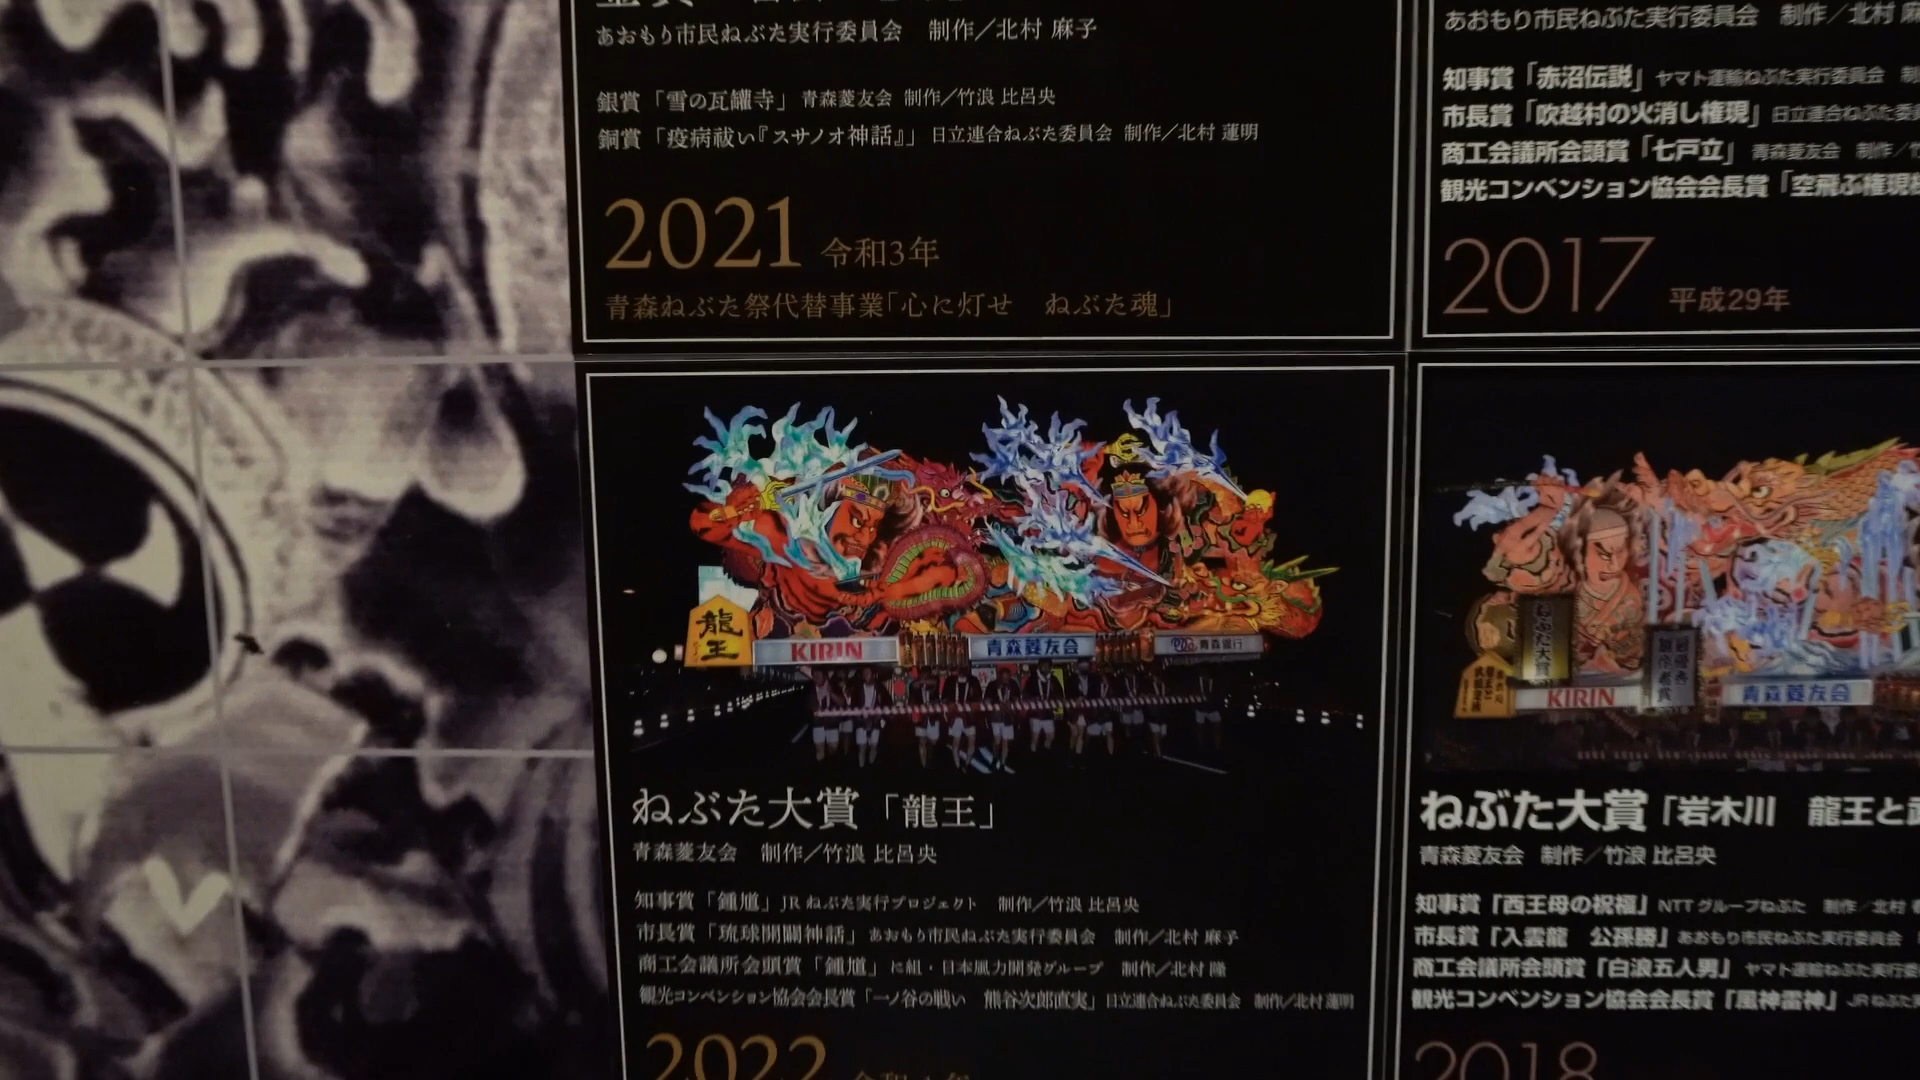 あおもり市民ねぶた実行委員会　制作／北村 麻子
銀賞「雪の瓦罐寺」青森菱友会 制作／竹浪 比呂央
銅賞「疫病祓い『スサノオ神話』」日立連合ねぶた委員会 制作／北村 蓮明
2021 令和3年
青森ねぶた祭代替事業「心に灯せ　ねぶた魂」
龍王
KIRIN 青森菱友会 青森銀行
ねぶた大賞「龍王」
青森菱友会　制作／竹浪 比呂央
知事賞「鍾馗」JRねぶた実行プロジェクト　制作／竹浪 比呂央
市長賞「琉球開闢神話」あおもり市民ねぶた実行委員会　制作／北村 麻子
商工会議所会頭賞「鍾馗」に組・日本風力開発グループ　制作／北村 隆
観光コンベンション協会会長賞「一ノ谷の戦い　熊谷次郎直実」日立連合ねぶた委員会　制作／北村 蓮明
2022
あおもり市民ねぶた実行委員会　制作／北村
知事賞「赤沼伝説」ヤマト運輸ねぶた実行委員会
市長賞「吹越村の火消し権現」日立連合ねぶた委
商工会議所会頭賞「七戸立」青森菱友会　制作／
観光コンベンション協会会長賞「空飛ぶ権現
2017 平成29年
ねぶた大賞
KIRIN 青森菱友会
ねぶた大賞「岩木川　龍王と
青森菱友会　制作／竹浪 比呂央
知事賞「西王母の祝福」NTTグループねぶた　制作／北村
市長賞「入雲龍　公孫勝」あおもり市民ねぶた実行委員会
商工会議所会頭賞「白浪五人男」ヤマト運輸ねぶた実行委
観光コンベンション協会会長賞「風神雷神」JRねぶた
2018